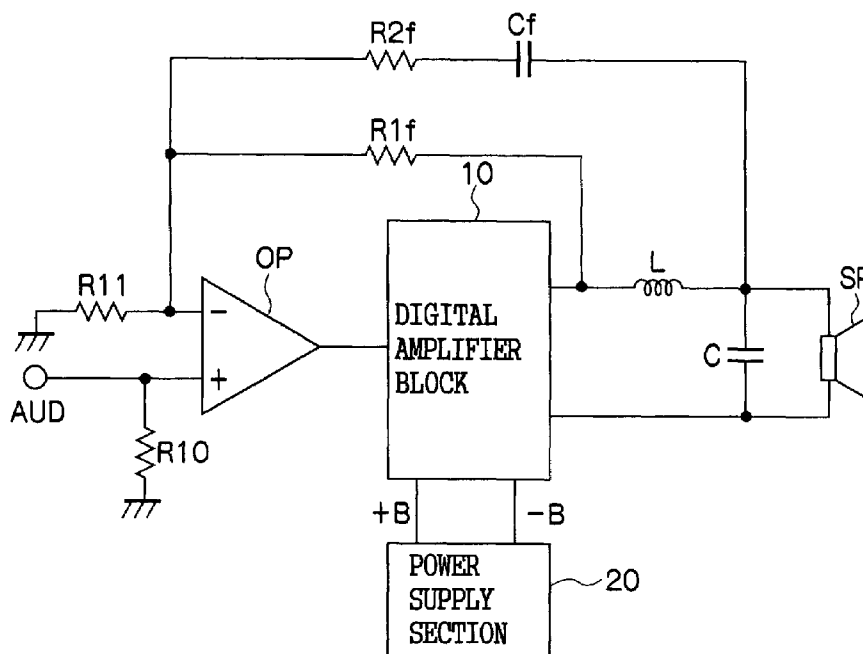 R2f
Cf
R1f
10
OP
L
SP
R11
DIGITAL
AMPLIFIER
BLOCK
C
AUD
R10
+B
-B
POWER
SUPPLY
SECTION
20